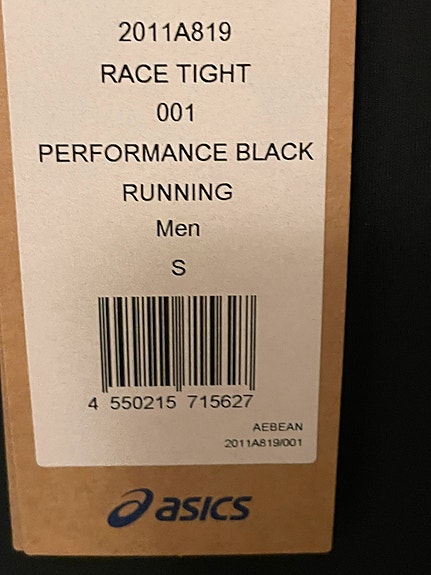 2011A819
RACE TIGHT
001
PERFORMANCE BLACK
RUNNING
Men
S
4 550215 715627
AEBEAN
2011A819/001
asics